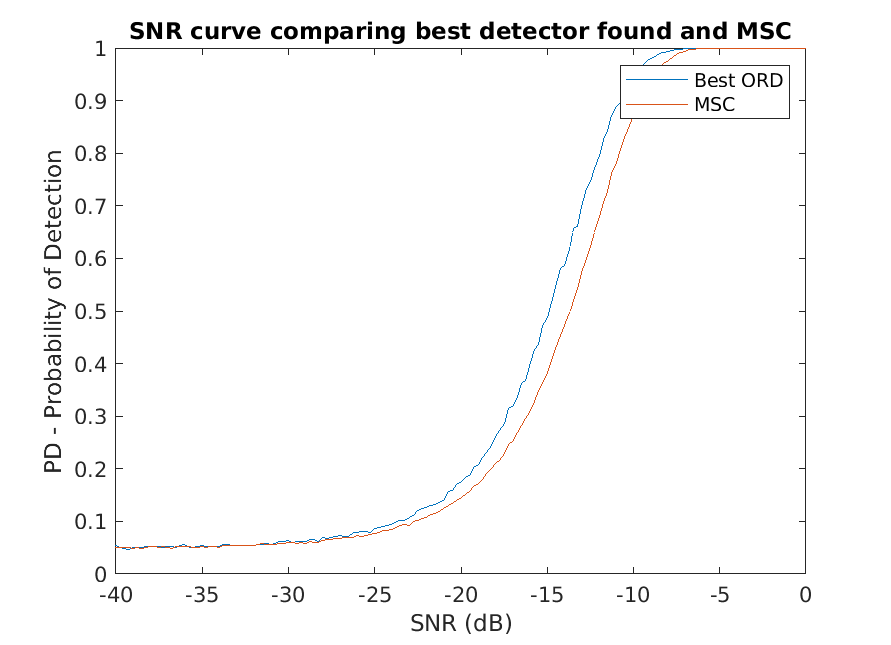 SNR curve comparing best detector found and MSC
1
0.9
0.8
0.7
0.6
0.5
0.4
0.3
0.2
0.1
0
PD - Probability of Detection
Best ORD
MSC
-40 -35 -30 -25 -20 -15 -10 -5 0
SNR (dB)